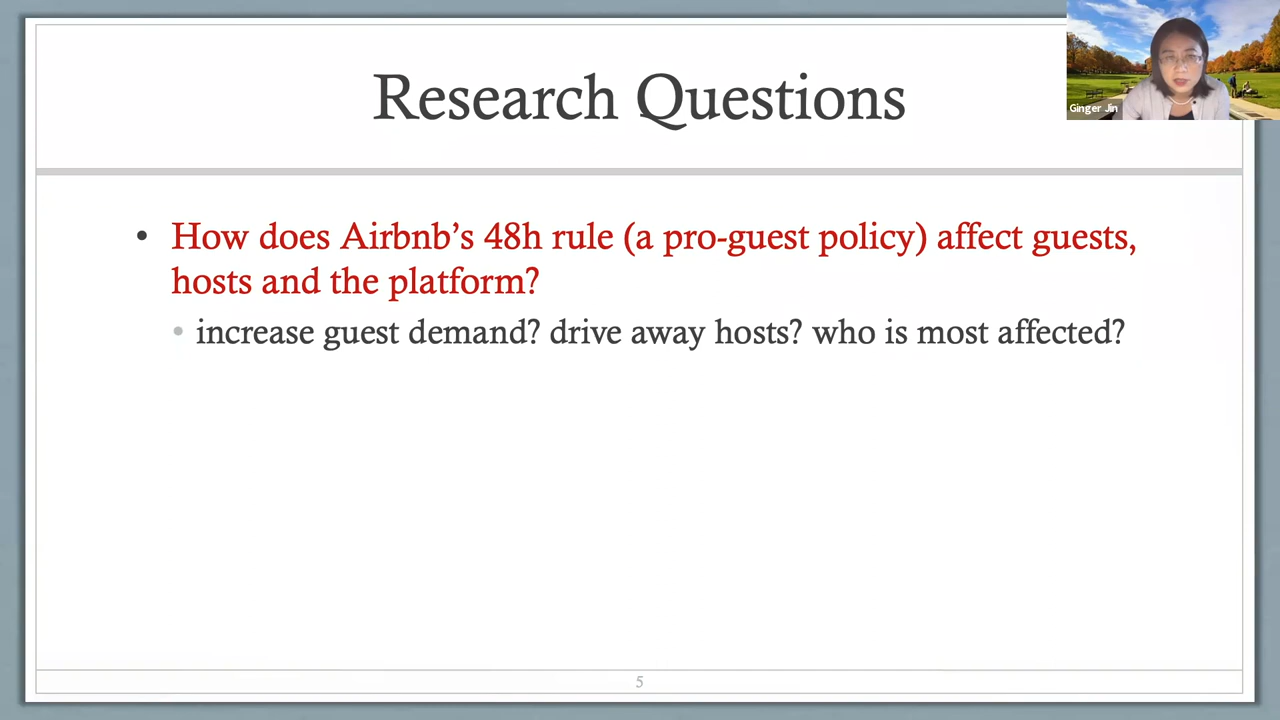 Research Questions
Ginger Jin
• How does Airbnb's 48h rule (a pro-guest policy) affect guests,
hosts and the platform?
• increase guest demand? drive away hosts? who is most affected?
5